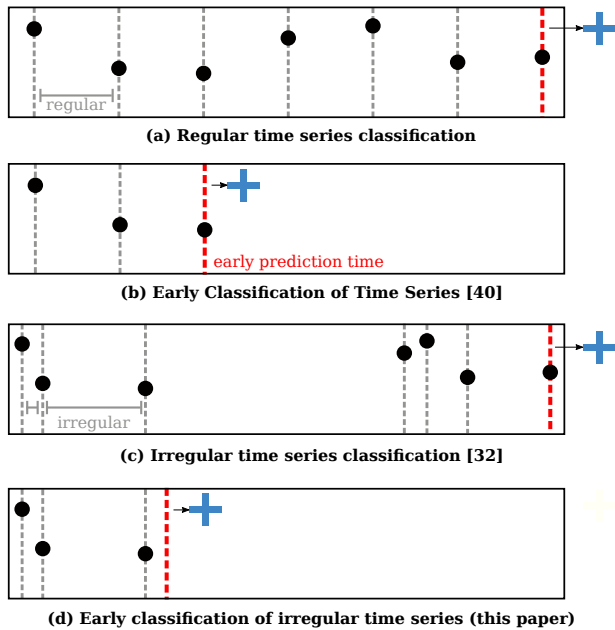 regular
(a) Regular time series classification
early prediction time
(b) Early Classification of Time Series [40]
irregular
(c) Irregular time series classification [32]
(d) Early classification of irregular time series (this paper)